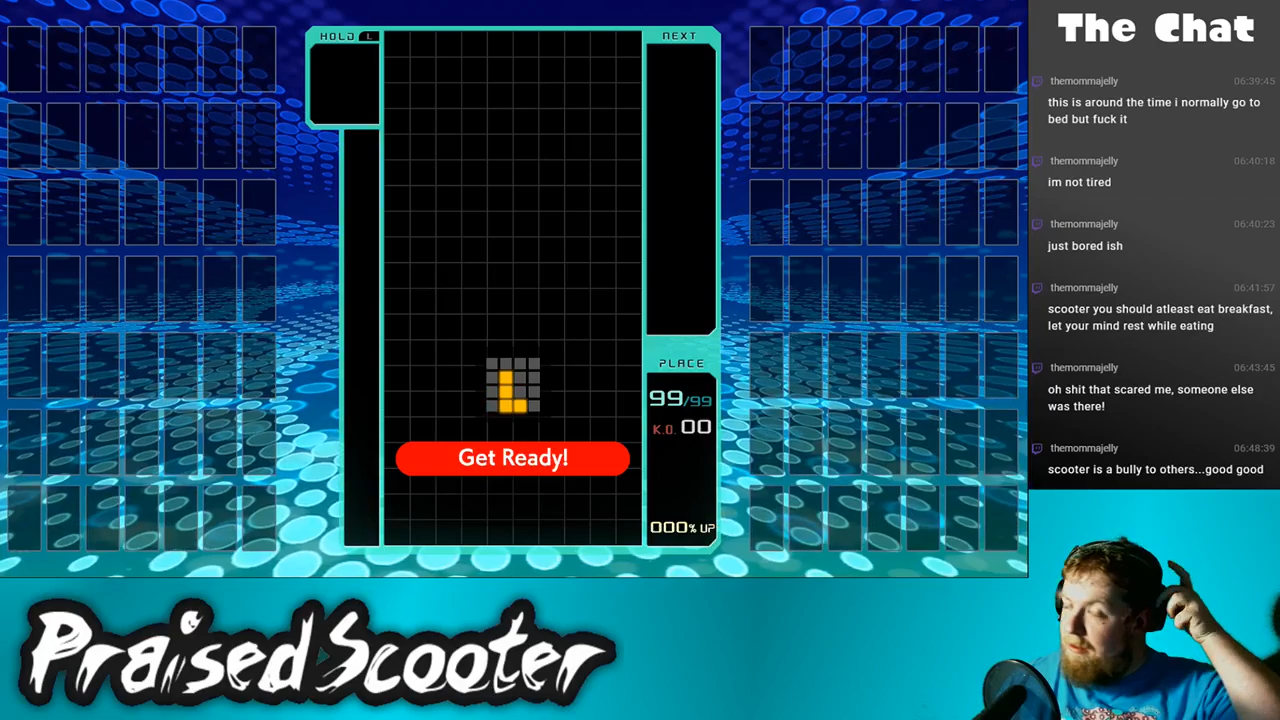 HOLD L
NEXT
PLACE
99/99
K.O. 00
000% UP
Get Ready!
The Chat
themommajelly 06:39:45
this is around the time i normally go to
bed but fuck it
themommajelly 06:40:18
im not tired
themommajelly 06:40:23
just bored ish
themommajelly 06:41:57
scooter you should atleast eat breakfast,
let your mind rest while eating
themommajelly 06:43:45
oh shit that scared me, someone else
was there!
themommajelly 06:48:39
scooter is a bully to others...good good
PraisedScooter